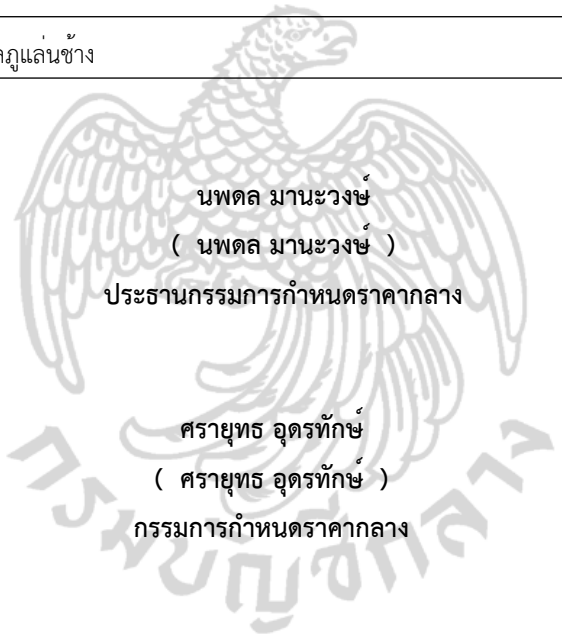 ภูแล่นช้าง
นพดล มานะวงษ์
( นพดล มานะวงษ์ )
ประธานกรรมการกำหนดราคากลาง
ศรายุทธ อุดรทักษ์
( ศรายุทธ อุดรทักษ์ )
กรรมการกำหนดราคากลาง
กรมบัญชีกลาง